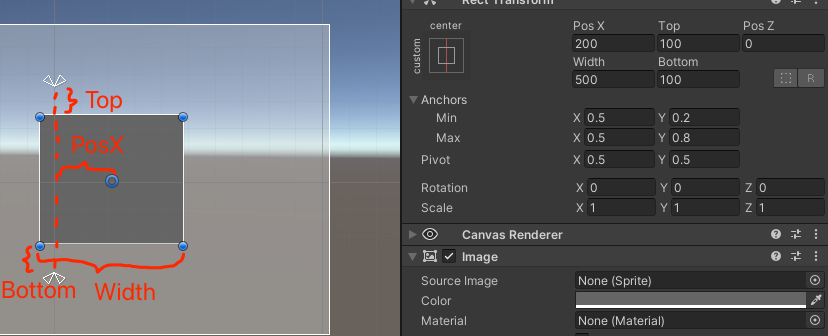 Rect Transform
center
custom
Pos X Top Pos Z
200 100 0
Width Bottom
500 100
R
Anchors
Min X 0.5 Y 0.2
Max X 0.5 Y 0.8
Pivot X 0.5 Y 0.5
Rotation X 0 Y 0 Z 0
Scale X 1 Y 1 Z 1
Canvas Renderer
Image
Source Image None (Sprite)
Color
Material None (Material)
Top
PosX
Bottom Width